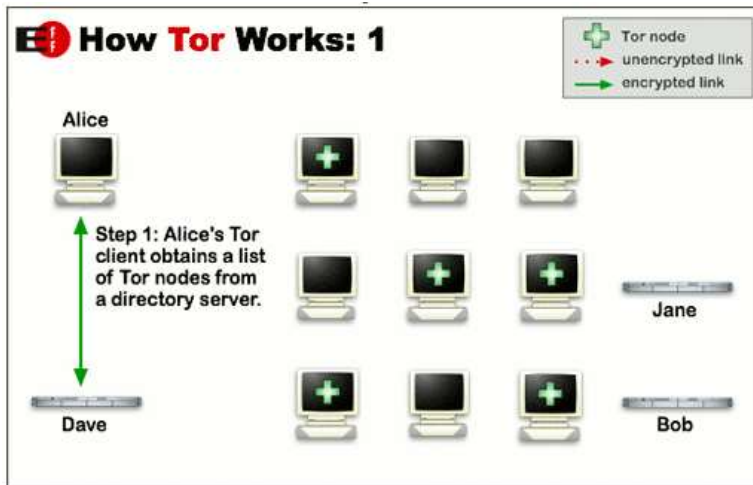 EFF How Tor Works: 1
Tor node
unencrypted link
encrypted link
Alice
Step 1: Alice's Tor
client obtains a list
of Tor nodes from
a directory server.
Jane
Dave
Bob